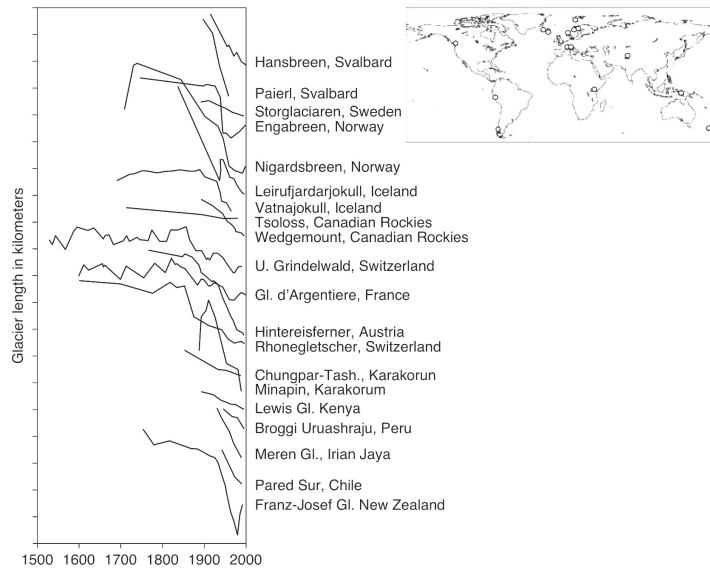 Glacier length in kilometers
Hansbreen, Svalbard
Paierl, Svalbard
Storglaciaren, Sweden
Engabreen, Norway
Nigardsbreen, Norway
Leirufjardarjokull, Iceland
Vatnajokull, Iceland
Tsoloss, Canadian Rockies
Wedgemount, Canadian Rockies
U. Grindelwald, Switzerland
Gl. d'Argentiere, France
Hintereisferner, Austria
Rhonegletscher, Switzerland
Chungpar-Tash., Karakorun
Minapin, Karakorum
Lewis Gl. Kenya
Broggi Uruashraju, Peru
Meren Gl., Irian Jaya
Pared Sur, Chile
Franz-Josef Gl. New Zealand
1500 1600 1700 1800 1900 2000